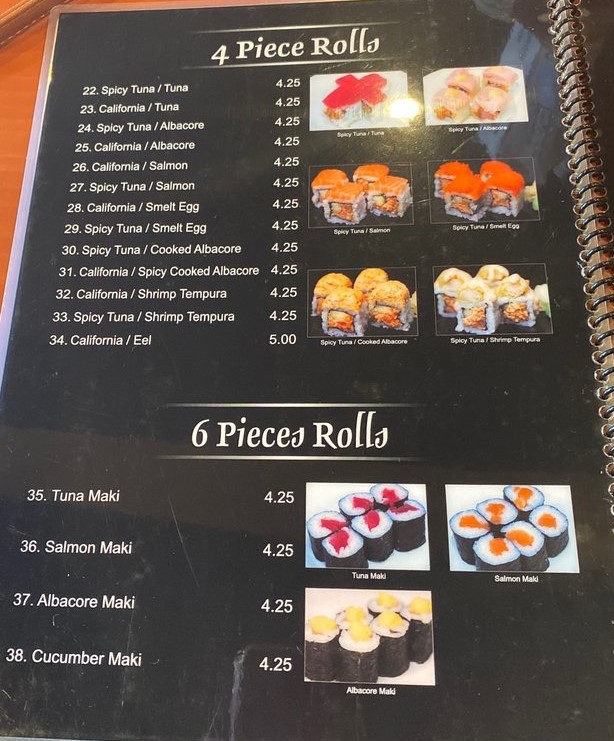 4 Piece Rolls
22. Spicy Tuna / Tuna 4.25
23. California / Tuna 4.25
24. Spicy Tuna / Albacore 4.25
25. California / Albacore 4.25
26. California / Salmon 4.25
27. Spicy Tuna / Salmon 4.25
28. California / Smelt Egg 4.25
29. Spicy Tuna / Smelt Egg 4.25
30. Spicy Tuna / Cooked Albacore 4.25
31. California / Spicy Cooked Albacore 4.25
32. California / Shrimp Tempura 4.25
33. Spicy Tuna / Shrimp Tempura 4.25
34. California / Eel 5.00
Spicy Tuna / Tuna
Spicy Tuna / Albacore
Spicy Tuna / Salmon
Spicy Tuna / Smelt Egg
Spicy Tuna / Cooked Albacore
Spicy Tuna / Shrimp Tempura
6 Pieces Rolls
35. Tuna Maki 4.25
36. Salmon Maki 4.25
37. Albacore Maki 4.25
38. Cucumber Maki 4.25
Tuna Maki
Salmon Maki
Albacore Maki